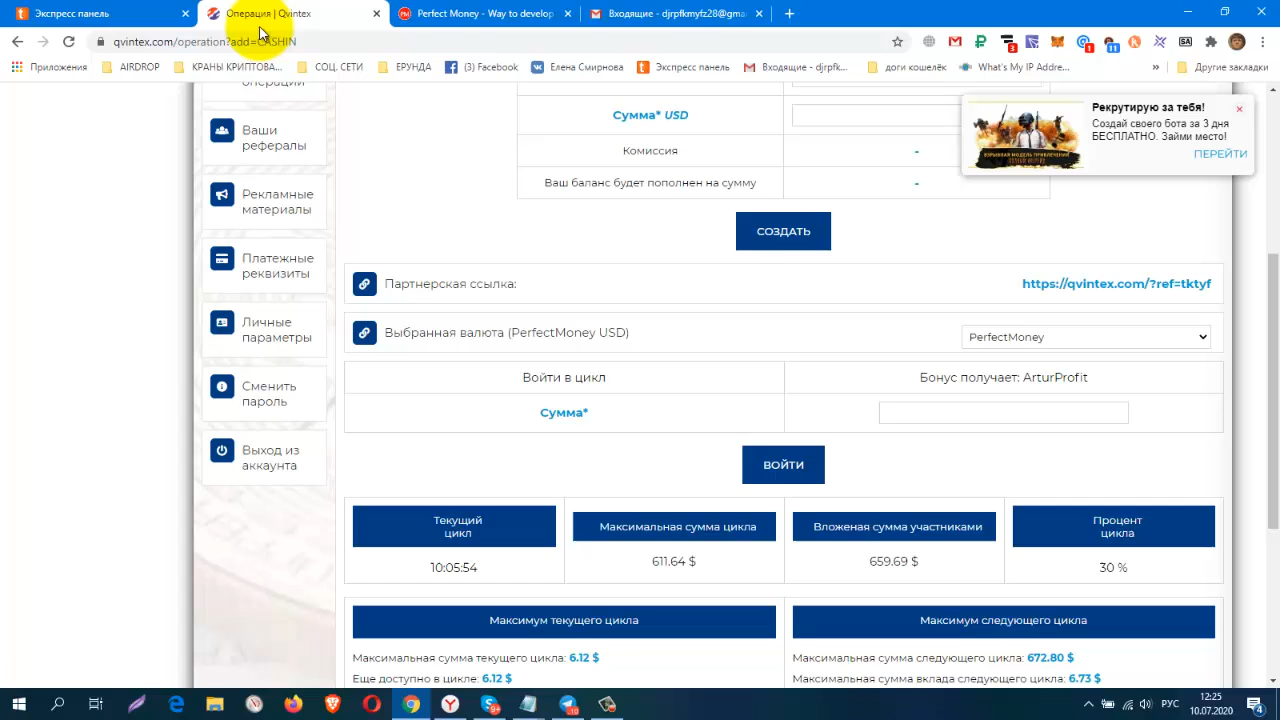 Экспресс панель
Операция | Qvintex
Perfect Money - Way to develop
Входящие - djrpfkmyfz28@gma
qvintex.com/operation?add=CASHIN
Приложения
AIRDROP
КРАНЫ КРИПТОВА...
СОЦ. СЕТИ
ЕРУНДА
(3) Facebook
Елена Смирнова
Экспресс панель
Входящие - djrpfk...
доги кошелёк
What's My IP Addre...
Другие закладки
операции
Ваши
рефералы
Рекламные
материалы
Платежные
реквизиты
Личные
параметры
Сменить
пароль
Выход из
аккаунта
Сумма* USD
Комиссия
-
Ваш баланс будет пополнен на сумму
-
СОЗДАТЬ
Рекрутирую за тебя!
Создай своего бота за 3 дня
БЕСПЛАТНО. Займи место!
ПЕРЕЙТИ
Партнерская ссылка:
https://qvintex.com/?ref=tktyf
Выбранная валюта (PerfectMoney USD)
PerfectMoney
Войти в цикл
Бонус получает: ArturProfit
Сумма*
ВОЙТИ
Текущий
цикл
Максимальная сумма цикла
Вложеная сумма участниками
Процент
цикла
10:05:54
611.64 $
659.69 $
30 %
Максимум текущего цикла
Максимум следующего цикла
Максимальная сумма текущего цикла: 6.12 $
Максимальная сумма следующего цикла: 672.80 $
Еще доступно в цикле: 6.12 $
Максимальная сумма вклада следующего цикла: 6.73 $
РУС
12:25
10.07.2020